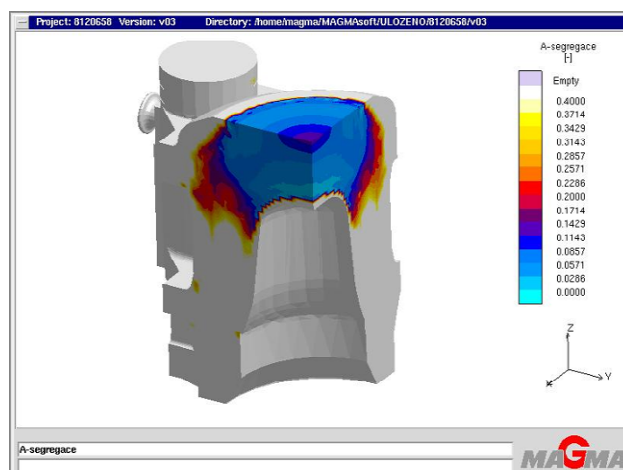 Project: 8120658 Version: v03 Directory: /home/magma/MAGMAsoft/ULOZENO/8120658/v03
A-segregace
[-]
Empty
0.4000
0.3714
0.3429
0.3143
0.2857
0.2571
0.2286
0.2000
0.1714
0.1429
0.1143
0.0857
0.0571
0.0286
0.0000
Z
X
Y
A-segregace
MAGMA